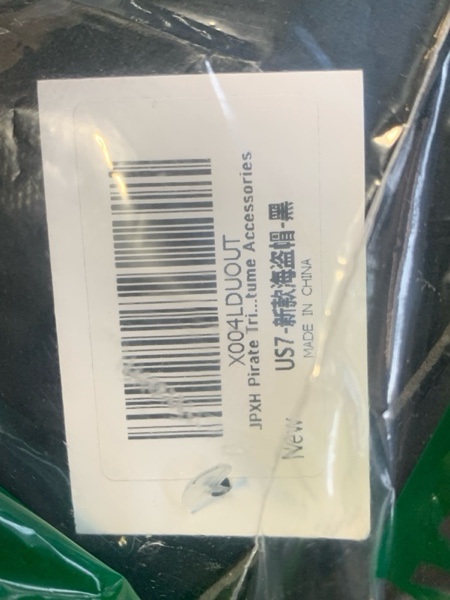 X004LDUOUT
JPXH Pirate Tri...tume Accessories
New
US7-新款海盗帽-黑
MADE IN CHINA